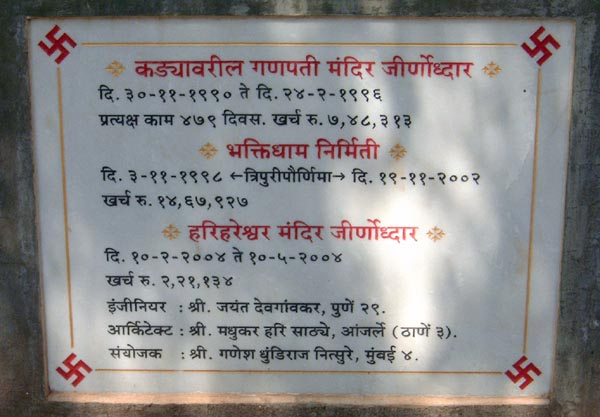 कड्यावरील गणपती मंदिर जीर्णोध्दार
दि. ३०-११-१९९० ते दि. २४-२-१९९६
प्रत्यक्ष काम ४७९ दिवस. खर्च रु. ७,४८,३१३
भक्तिधाम निर्मिती
दि. ३-११-१९९८ ←त्रिपुरीपौर्णिमा→ दि. १९-११-२००२
खर्च रु. १४,६७,९२७
हरिहरेश्वर मंदिर जीर्णोध्दार
दि. १०-२-२००४ ते १०-५-२००४
खर्च रु. २,२१,१३४
इंजीनियर : श्री. जयंत देवगांवकर, पुणें २९.
आर्किटेक्ट : श्री. मधुकर हरि साठ्ये, आंजर्ले (ठाणें ३).
संयोजक : श्री. गणेश धुंडिराज नित्सुरे, मुंबई ४.